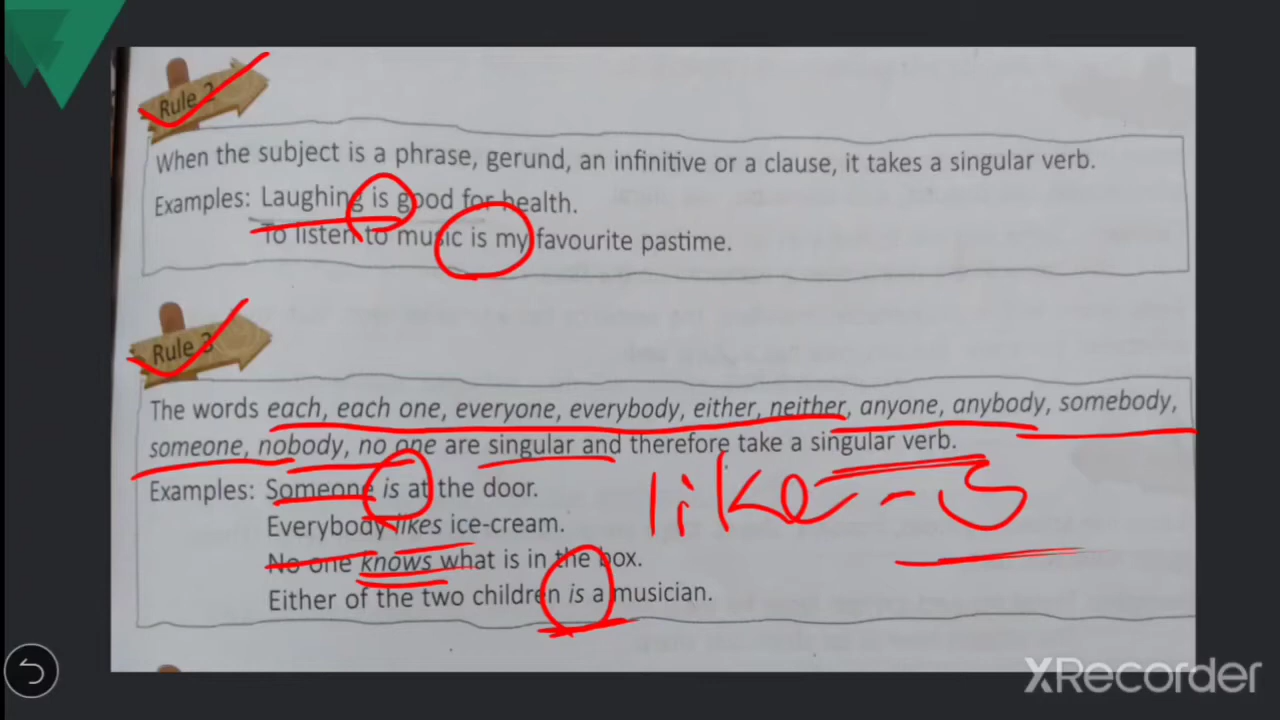 Rule 2
When the subject is a phrase, gerund, an infinitive or a clause, it takes a singular verb.
Examples: Laughing is good for health.
To listen to music is my favourite pastime.
Rule 3
The words each, each one, everyone, everybody, either, neither, anyone, anybody, somebody,
someone, nobody, no one are singular and therefore take a singular verb.
Examples: Someone is at the door.
Everybody likes ice-cream.
No one knows what is in the box.
Either of the two children is a musician.
like--s
XRecorder